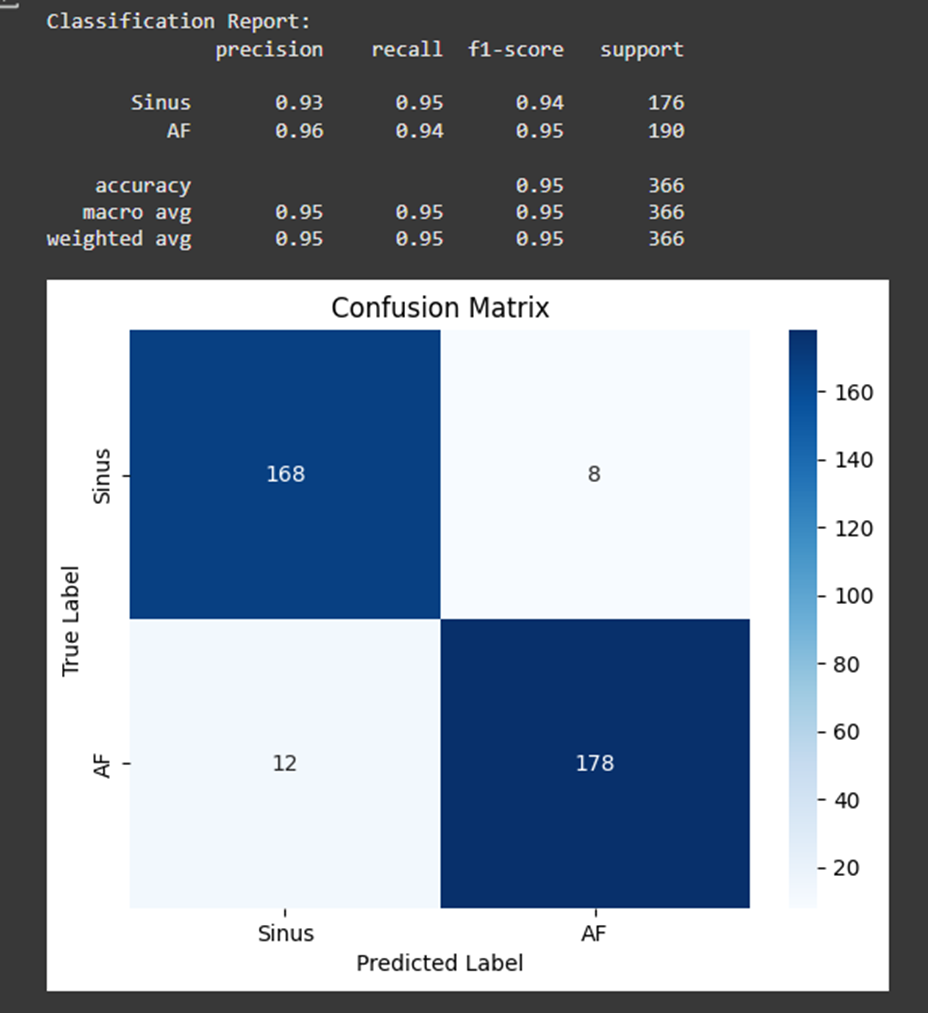 Classification Report:
precision recall f1-score support
Sinus 0.93 0.95 0.94 176
AF 0.96 0.94 0.95 190
accuracy 0.95 366
macro avg 0.95 0.95 0.95 366
weighted avg 0.95 0.95 0.95 366
Confusion Matrix
True Label
Sinus
168 8
AF
12 178
Sinus AF
Predicted Label
160
140
120
100
80
60
40
20